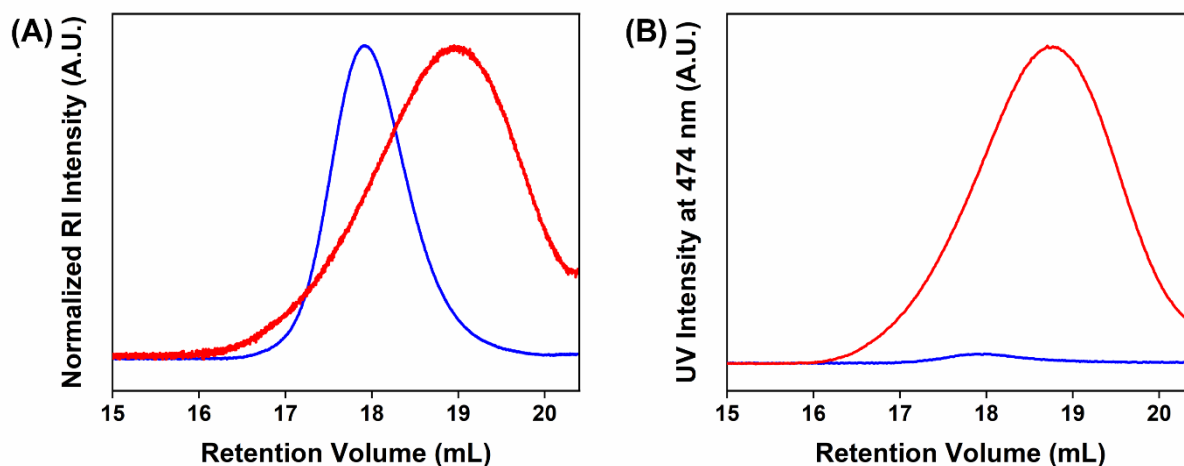 (A)
Normalized RI Intensity (A.U.)
15 16 17 18 19 20
Retention Volume (mL)
(B)
UV Intensity at 474 nm (A.U.)
15 16 17 18 19 20
Retention Volume (mL)